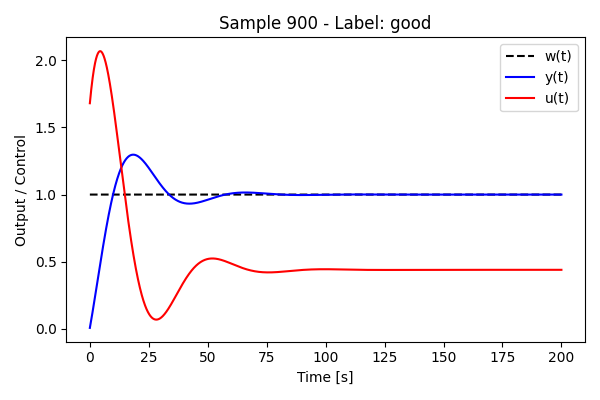 Sample 900 - Label: good
Output / Control
2.0
1.5
1.0
0.5
0.0
w(t)
y(t)
u(t)
0 25 50 75 100 125 150 175 200
Time [s]